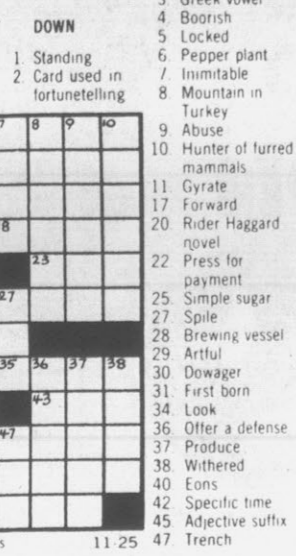 DOWN
1. Standing
2. Card used in
fortunetelling
3. Greek vowel
4. Boorish
5. Locked
6. Pepper plant
7. Inimitable
8. Mountain in
Turkey
9. Abuse
10. Hunter of furred
mammals
11. Gyrate
17. Forward
20. Rider Haggard
novel
22. Press for
payment
25. Simple sugar
27. Spile
28. Brewing vessel
29. Artful
30. Dowager
31. First born
34. Look
36. Offer a defense
37. Produce
38. Withered
40. Eons
42. Specific time
45. Adjective suffix
47. Trench
7 8 9 10
8
23
27
35 36 37 38
43
47
s 11-25